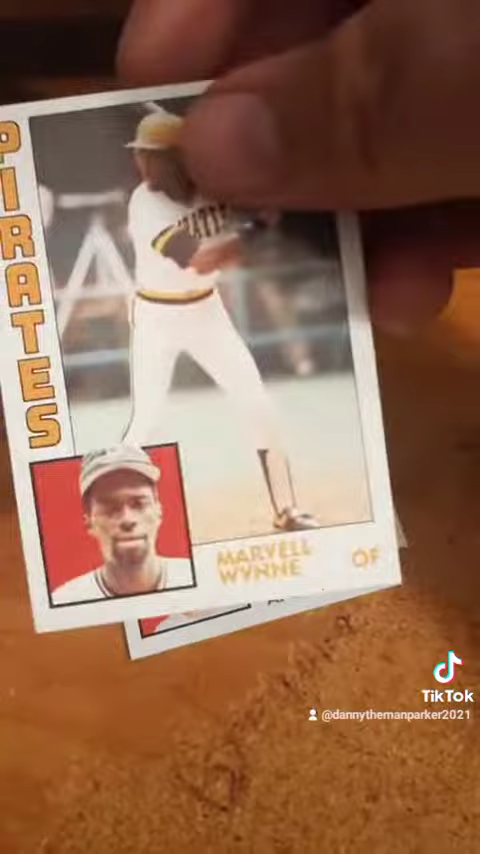 PIRATES
MARVELL
WYNNE
OF
TikTok
@dannythemanparker2021